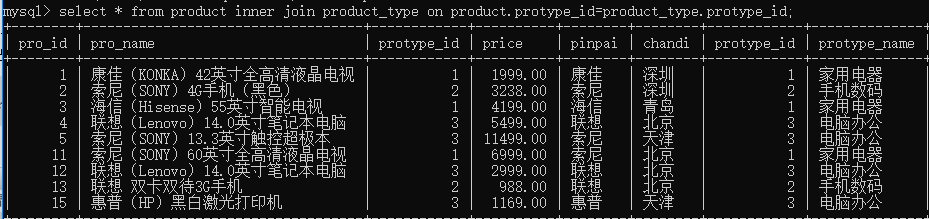 mysql> select * from product inner join product_type on product.protype_id=product_type.protype_id;
| pro_id | pro_name | protype_id | price | pinpai | chandi | protype_id | protype_name |
| 1 | 康佳 (KONKA) 42英寸全高清液晶电视 | 1 | 1999.00 | 康佳 | 深圳 | 1 | 家用电器
| 2 | 索尼 (SONY) 4G手机 (黑色) | 2 | 3238.00 | 索尼 | 深圳 | 2 | 手机数码
| 3 | 海信 (Hisense) 55英寸智能电视 | 1 | 4199.00 | 海信 | 青岛 | 1 | 家用电器
| 4 | 联想 (Lenovo) 14.0英寸笔记本电脑 | 3 | 5499.00 | 联想 | 北京 | 3 | 电脑办公
| 5 | 索尼 (SONY) 13.3英寸触控超极本 | 3 | 11499.00 | 索尼 | 天津 | 3 | 电脑办公
| 11 | 索尼 (SONY) 60英寸全高清液晶电视 | 1 | 6999.00 | 索尼 | 北京 | 1 | 家用电器
| 12 | 联想 (Lenovo) 14.0英寸笔记本电脑 | 3 | 2999.00 | 联想 | 北京 | 3 | 电脑办公
| 13 | 联想 双卡双待3G手机 | 2 | 988.00 | 联想 | 北京 | 2 | 手机数码
| 15 | 惠普 (HP) 黑白激光打印机 | 3 | 1169.00 | 惠普 | 天津 | 3 | 电脑办公